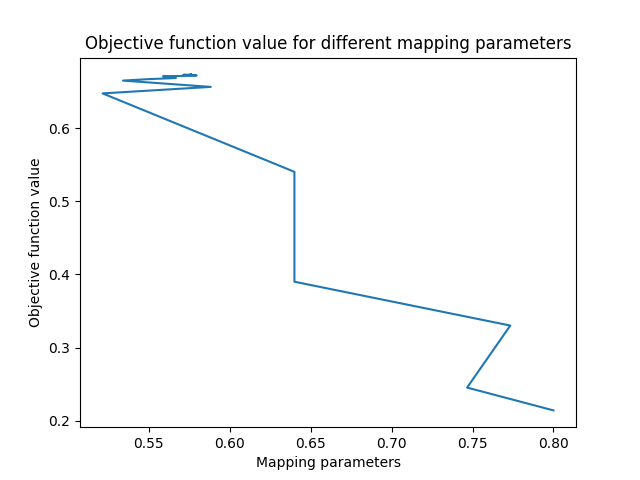 Objective function value for different mapping parameters
Objective function value
0.6
0.5
0.4
0.3
0.2
0.55 0.60 0.65 0.70 0.75 0.80
Mapping parameters